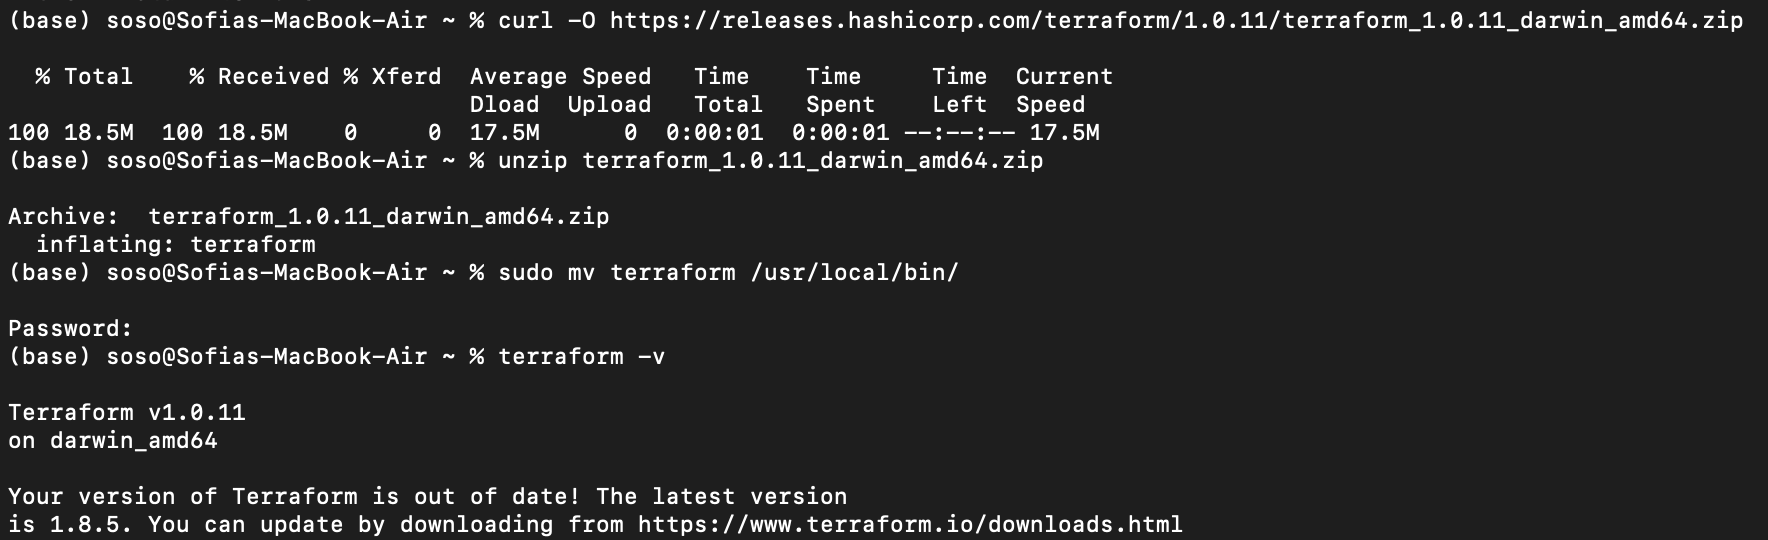 (base) soso@Sofias-MacBook-Air ~ % curl -O https://releases.hashicorp.com/terraform/1.0.11/terraform_1.0.11_darwin_amd64.zip
  % Total    % Received % Xferd  Average Speed   Time    Time     Time  Current
                                 Dload  Upload   Total   Spent    Left  Speed
100 18.5M  100 18.5M    0     0  17.5M      0  0:00:01  0:00:01 --:--:-- 17.5M
(base) soso@Sofias-MacBook-Air ~ % unzip terraform_1.0.11_darwin_amd64.zip
Archive:  terraform_1.0.11_darwin_amd64.zip
  inflating: terraform
(base) soso@Sofias-MacBook-Air ~ % sudo mv terraform /usr/local/bin/
Password:
(base) soso@Sofias-MacBook-Air ~ % terraform -v
Terraform v1.0.11
on darwin_amd64
Your version of Terraform is out of date! The latest version
is 1.8.5. You can update by downloading from https://www.terraform.io/downloads.html